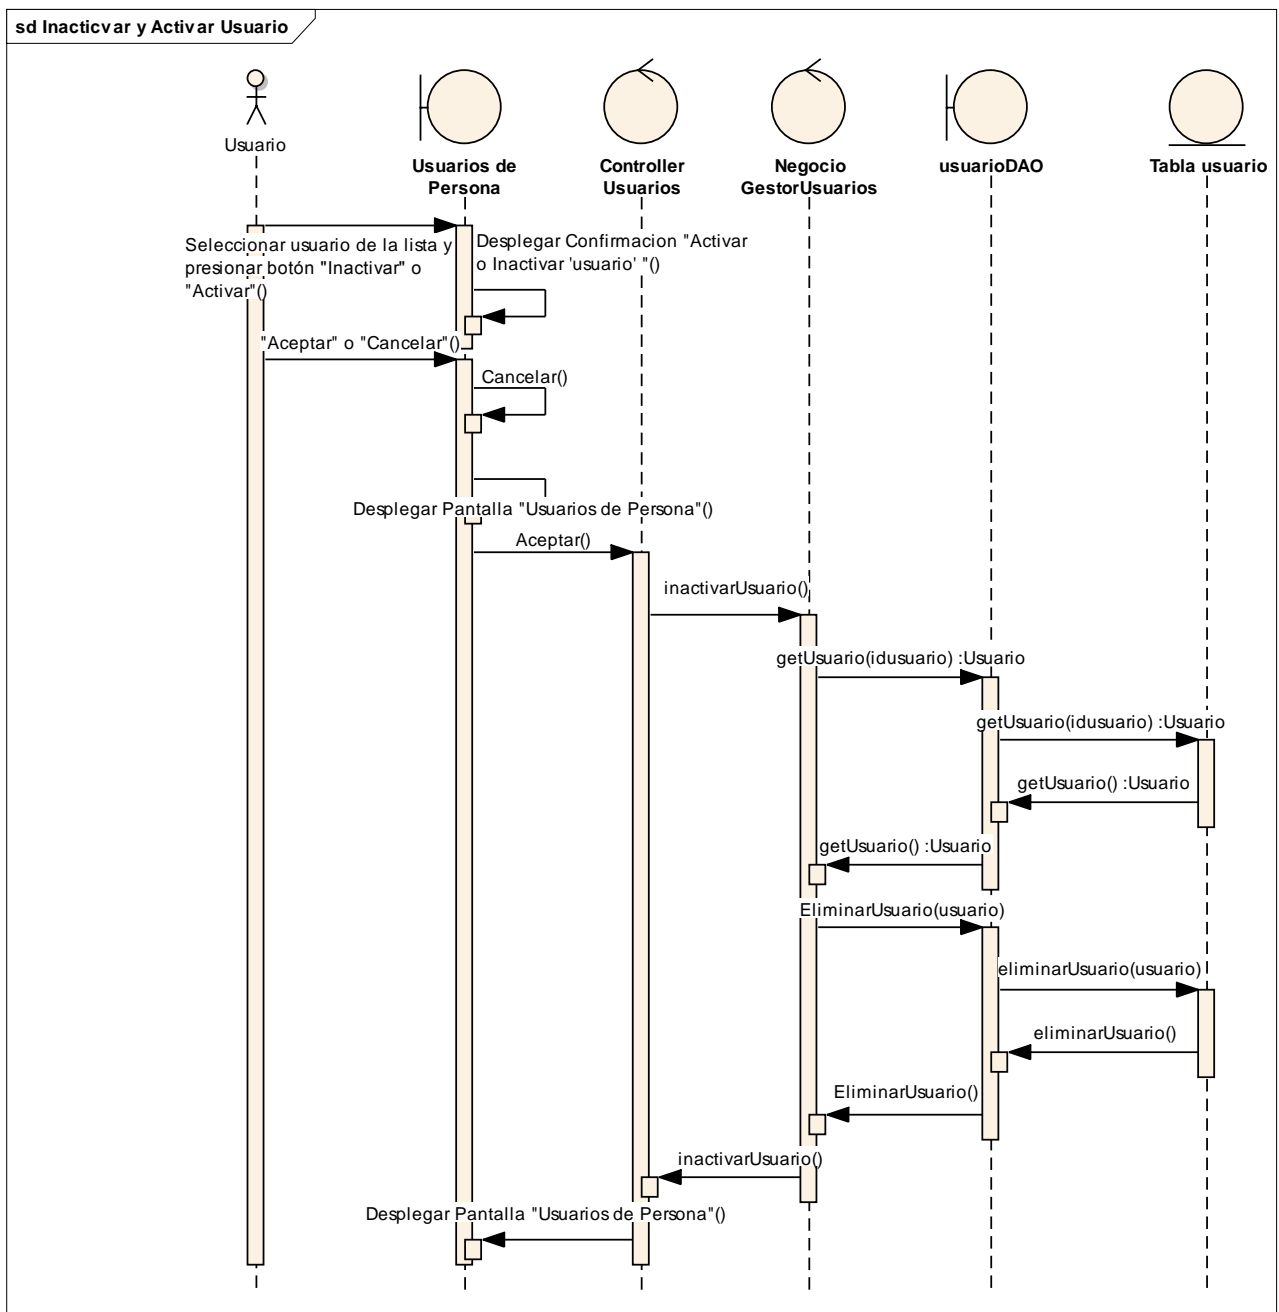 sd Inacticvar y Activar Usuario
Usuario
Usuarios de
Persona
Controller
Usuarios
Negocio
GestorUsuarios
usuarioDAO
Tabla usuario
Seleccionar usuario de la lista y
presionar botón "Inactivar" o
"Activar"()
Desplegar Confirmacion "Activar
o Inactivar 'usuario' "()
"Aceptar" o "Cancelar"()
Cancelar()
Desplegar Pantalla "Usuarios de Persona"()
Aceptar()
inactivarUsuario()
getUsuario(idusuario) :Usuario
getUsuario(idusuario) :Usuario
getUsuario() :Usuario
getUsuario() :Usuario
EliminarUsuario(usuario)
eliminarUsuario(usuario)
eliminarUsuario()
EliminarUsuario()
inactivarUsuario()
Desplegar Pantalla "Usuarios de Persona"()